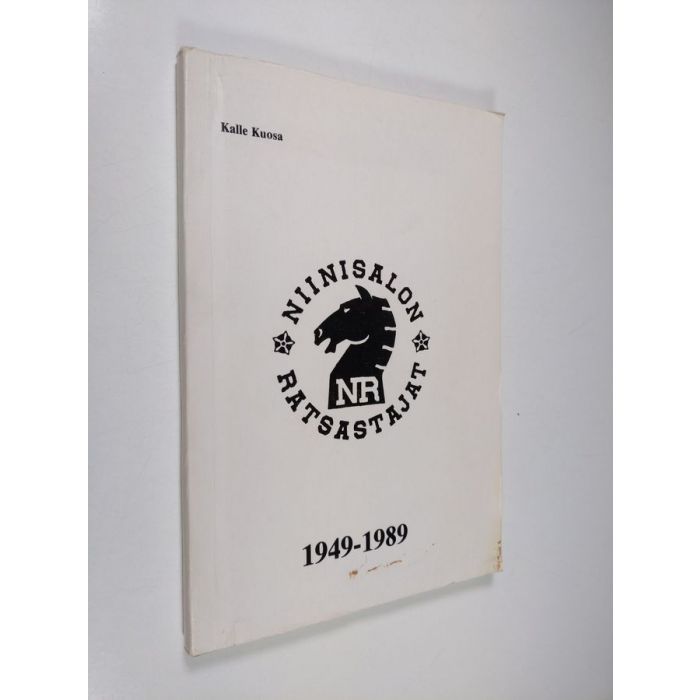 Kalle Kuosa
NIINISALON
NR
RATSASTAJAT
1949-1989